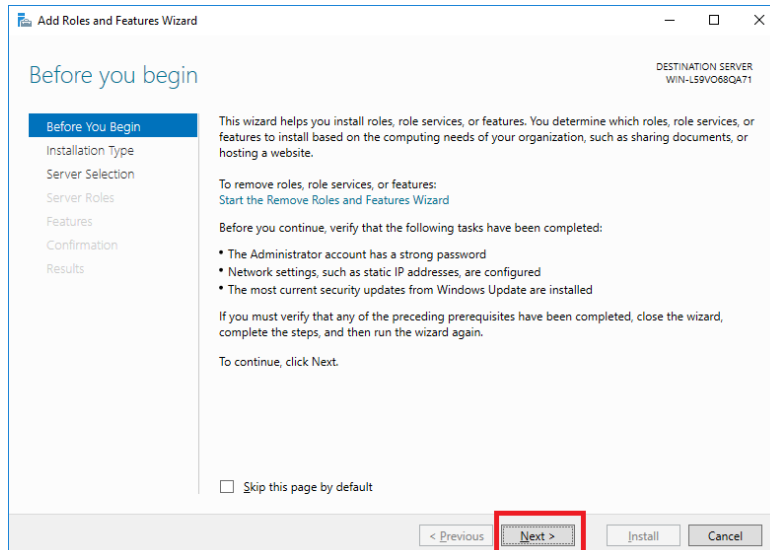 Add Roles and Features Wizard
Before you begin
DESTINATION SERVER
WIN-L59VO68QA71
Before You Begin
Installation Type
Server Selection
Server Roles
Features
Confirmation
Results
This wizard helps you install roles, role services, or features. You determine which roles, role services, or
features to install based on the computing needs of your organization, such as sharing documents, or
hosting a website.
To remove roles, role services, or features:
Start the Remove Roles and Features Wizard
Before you continue, verify that the following tasks have been completed:
• The Administrator account has a strong password
• Network settings, such as static IP addresses, are configured
• The most current security updates from Windows Update are installed
If you must verify that any of the preceding prerequisites have been completed, close the wizard,
complete the steps, and then run the wizard again.
To continue, click Next.
Skip this page by default
< Previous
Next >
Install
Cancel